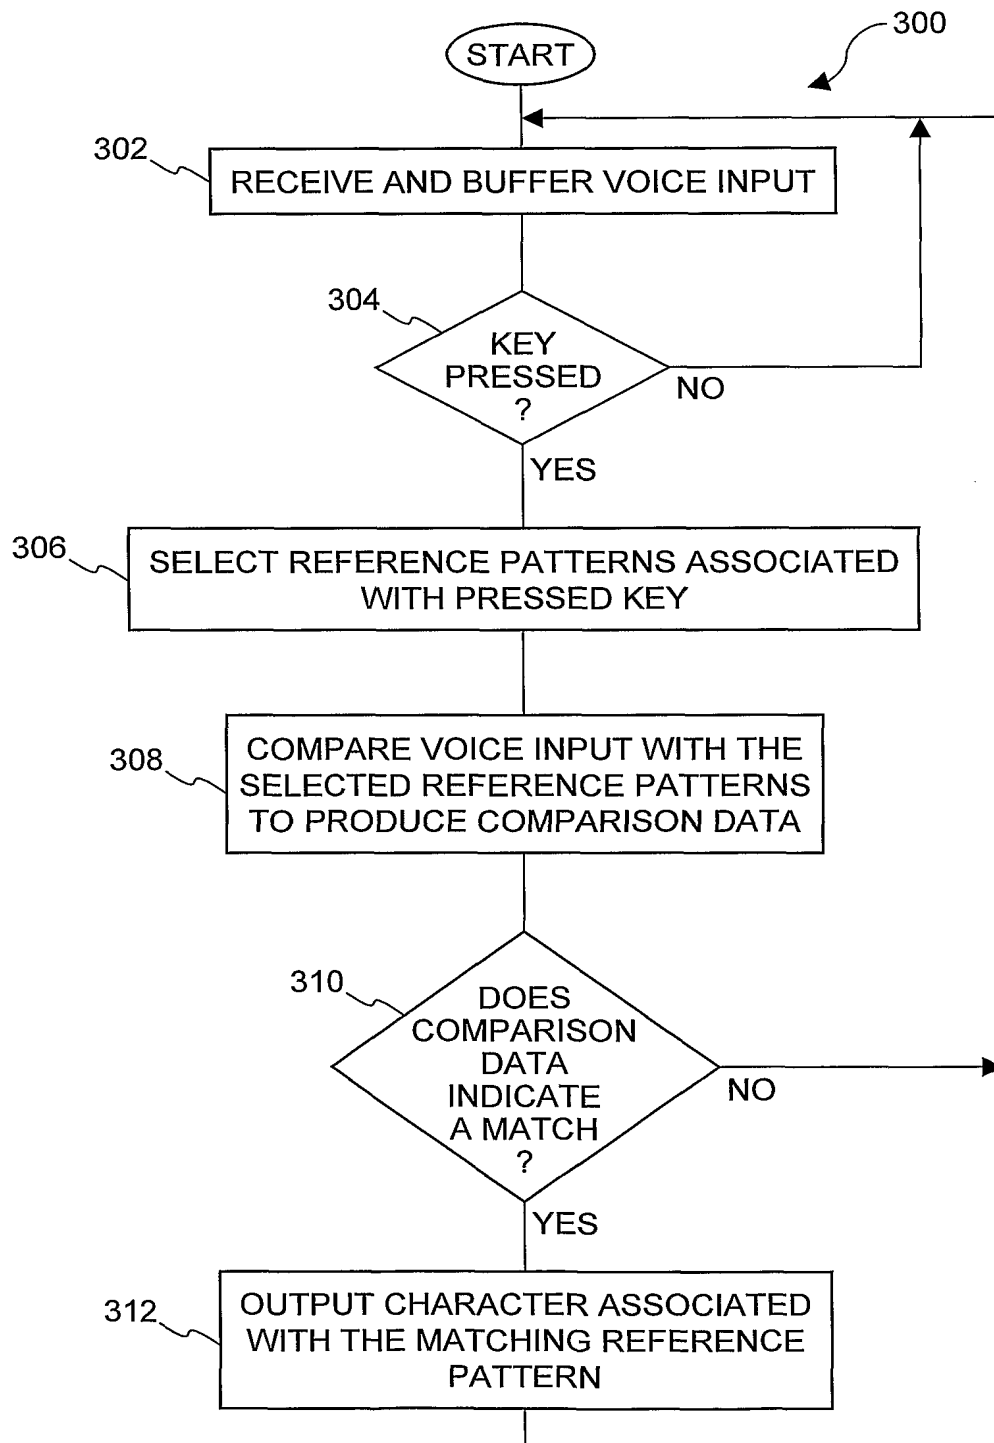 START
300
302
RECEIVE AND BUFFER VOICE INPUT
304
KEY
PRESSED
?
NO
YES
306
SELECT REFERENCE PATTERNS ASSOCIATED
WITH PRESSED KEY
308
COMPARE VOICE INPUT WITH THE
SELECTED REFERENCE PATTERNS
TO PRODUCE COMPARISON DATA
310
DOES
COMPARISON
DATA
INDICATE
A MATCH
?
NO
YES
312
OUTPUT CHARACTER ASSOCIATED
WITH THE MATCHING REFERENCE
PATTERN